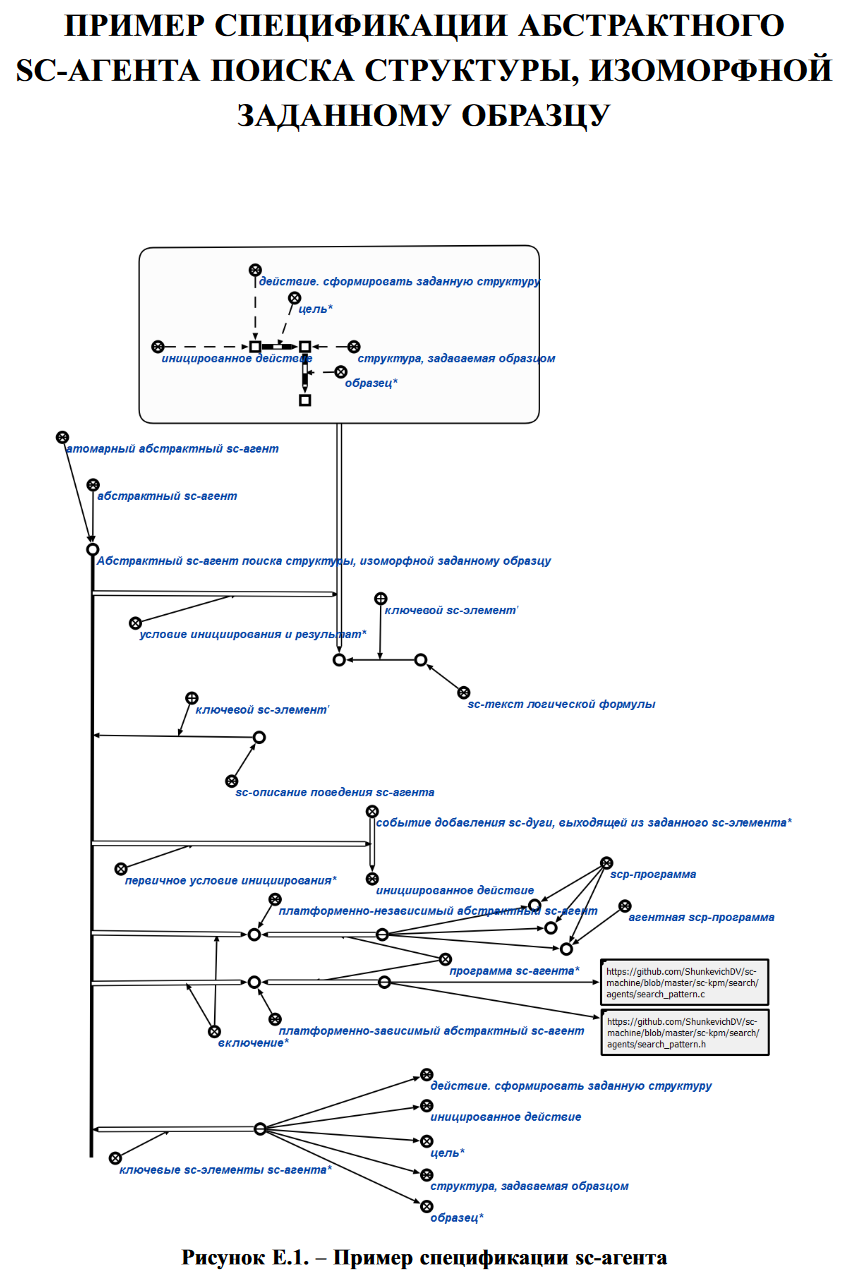 ПРИМЕР СПЕЦИФИКАЦИИ АБСТРАКТНОГО
SC-АГЕНТА ПОИСКА СТРУКТУРЫ, ИЗОМОРФНОЙ
ЗАДАННОМУ ОБРАЗЦУ
действие. сформировать заданную структуру
цель*
инициированное действие
структура, задаваемая образцом
образец*
атомарный абстрактный sc-агент
абстрактный sc-агент
Абстрактный sc-агент поиска структуры, изоморфной заданному образцу
ключевой sc-элемент'
условие инициирования и результат*
sc-текст логической формулы
ключевой sc-элемент'
sc-описание поведения sc-агента
событие добавления sc-дуги, выходящей из заданного sc-элемента*
первичное условие инициирования*
инициированное действие
scp-программа
платформенно-независимый абстрактный sc-агент
агентная scp-программа
программа sc-агента*
https://github.com/ShunkevichDV/sc-
machine/blob/master/sc-kpm/search/
agents/search_pattern.c
https://github.com/ShunkevichDV/sc-
machine/blob/master/sc-kpm/search/
agents/search_pattern.h
платформенно-зависимый абстрактный sc-агент
включение*
действие. сформировать заданную структуру
инициированное действие
цель*
ключевые sc-элементы sc-агента*
структура, задаваемая образцом
образец*
Рисунок Е.1. – Пример спецификации sc-агента